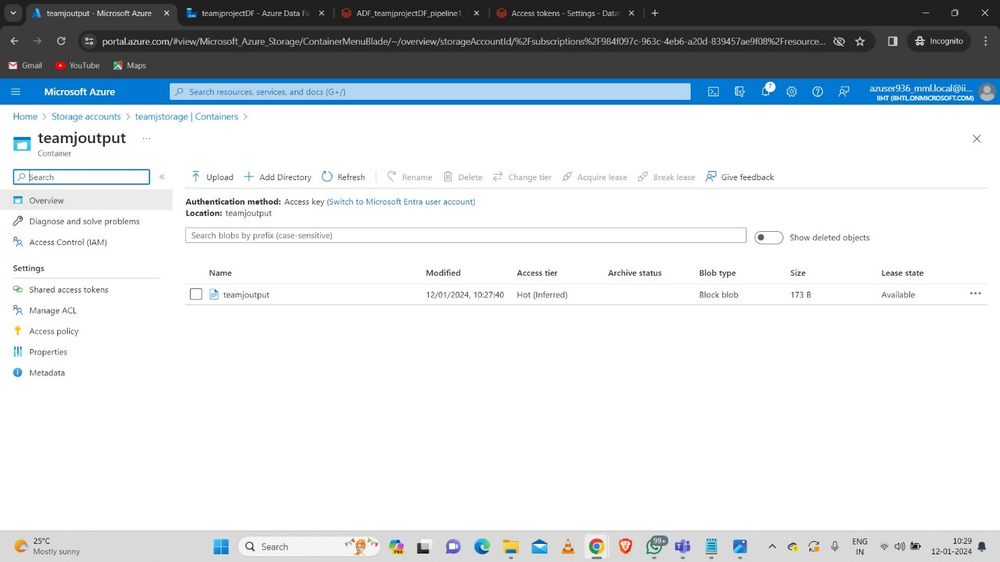 teamjoutput - Microsoft Azure
teamjprojectDF - Azure Data Fa
ADF_teamjprojectDF_pipeline1_
Access tokens - Settings - Data
portal.azure.com/#view/Microsoft_Azure_Storage/ContainerMenuBlade/~/overview/storageAccountId/%2Fsubscriptions%2F984f097c-963c-4eb6-a20d-839457ae9f08%2Fresource...
Incognito
Gmail
YouTube
Maps
Microsoft Azure
Search resources, services, and docs (G+/)
7
azuser936_mml.local@ii...
IIHT (IIHTL.ONMICROSOFT.COM)
Home > Storage accounts > teamjstorage | Containers >
teamjoutput ...
Container
Search
«
Upload
Add Directory
Refresh
Rename
Delete
Change tier
Acquire lease
Break lease
Give feedback
Overview
Diagnose and solve problems
Access Control (IAM)
Settings
Shared access tokens
Manage ACL
Access policy
Properties
Metadata
Authentication method: Access key (Switch to Microsoft Entra user account)
Location: teamjoutput
Search blobs by prefix (case-sensitive)
Show deleted objects
Name Modified Access tier Archive status Blob type Size Lease state
teamjoutput 12/01/2024, 10:27:40 Hot (Inferred) Block blob 173 B Available ...
25°C
Mostly sunny
Search
PRE
99+
ENG
IN
10:29
12-01-2024